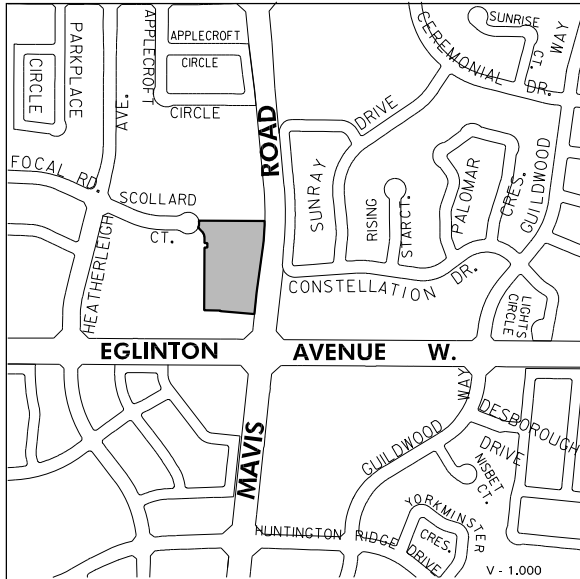 SUNRISE
CT.
WAY
CEREMONIAL DR.
PARKPLACE
CIRCLE
APPLECROFT
AVE.
APPLECROFT
CIRCLE
CIRCLE
ROAD
DRIVE
FOCAL RD.
SCOLLARD
CT.
HEATHERLEIGH
SUNRAY
RISING
STAR CT.
PALOMAR
CRES.
GUILDWOOD
CONSTELLATION DR.
LIGHTS
CIRCLE
EGLINTON AVENUE W.
MAVIS
GUILDWOOD
WAY
DESBOROUGH
DRIVE
NISBET
CT.
YORKMINSTER
CRES.
HUNTINGTON RIDGE DRIVE
V - 1,000